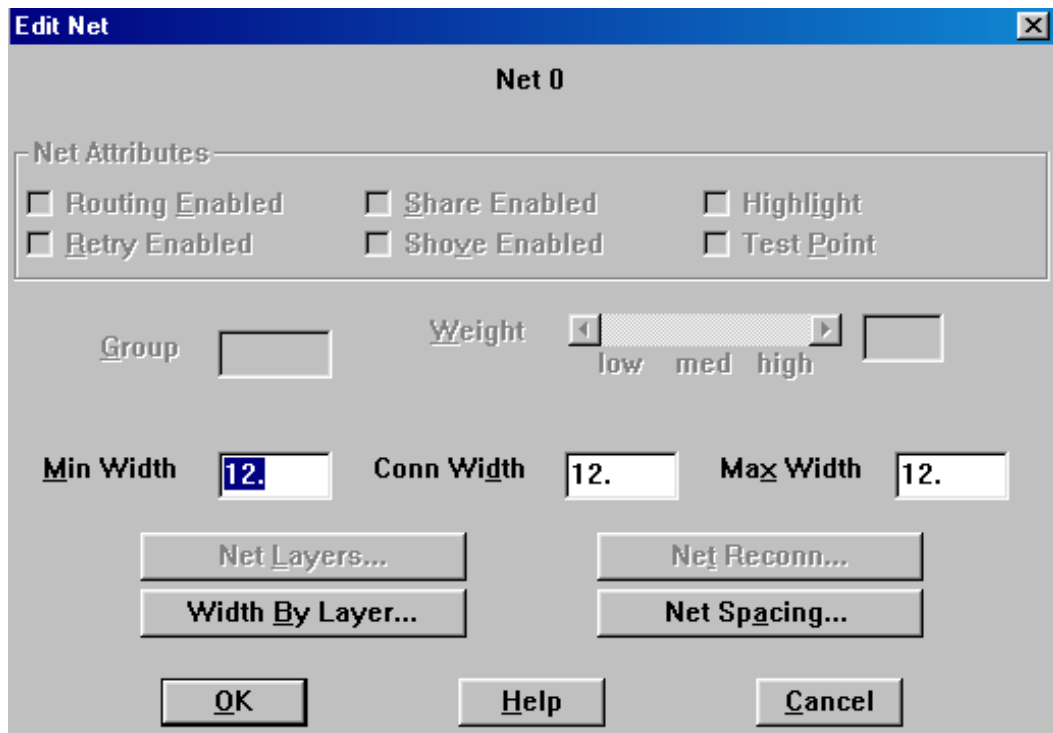 Edit Net
Net 0
Net Attributes
Routing Enabled Share Enabled Highlight
Retry Enabled Shove Enabled Test Point
Group Weight
low med high
Min Width 12. Conn Width 12. Max Width 12.
Net Layers... Net Reconn...
Width By Layer... Net Spacing...
OK Help Cancel